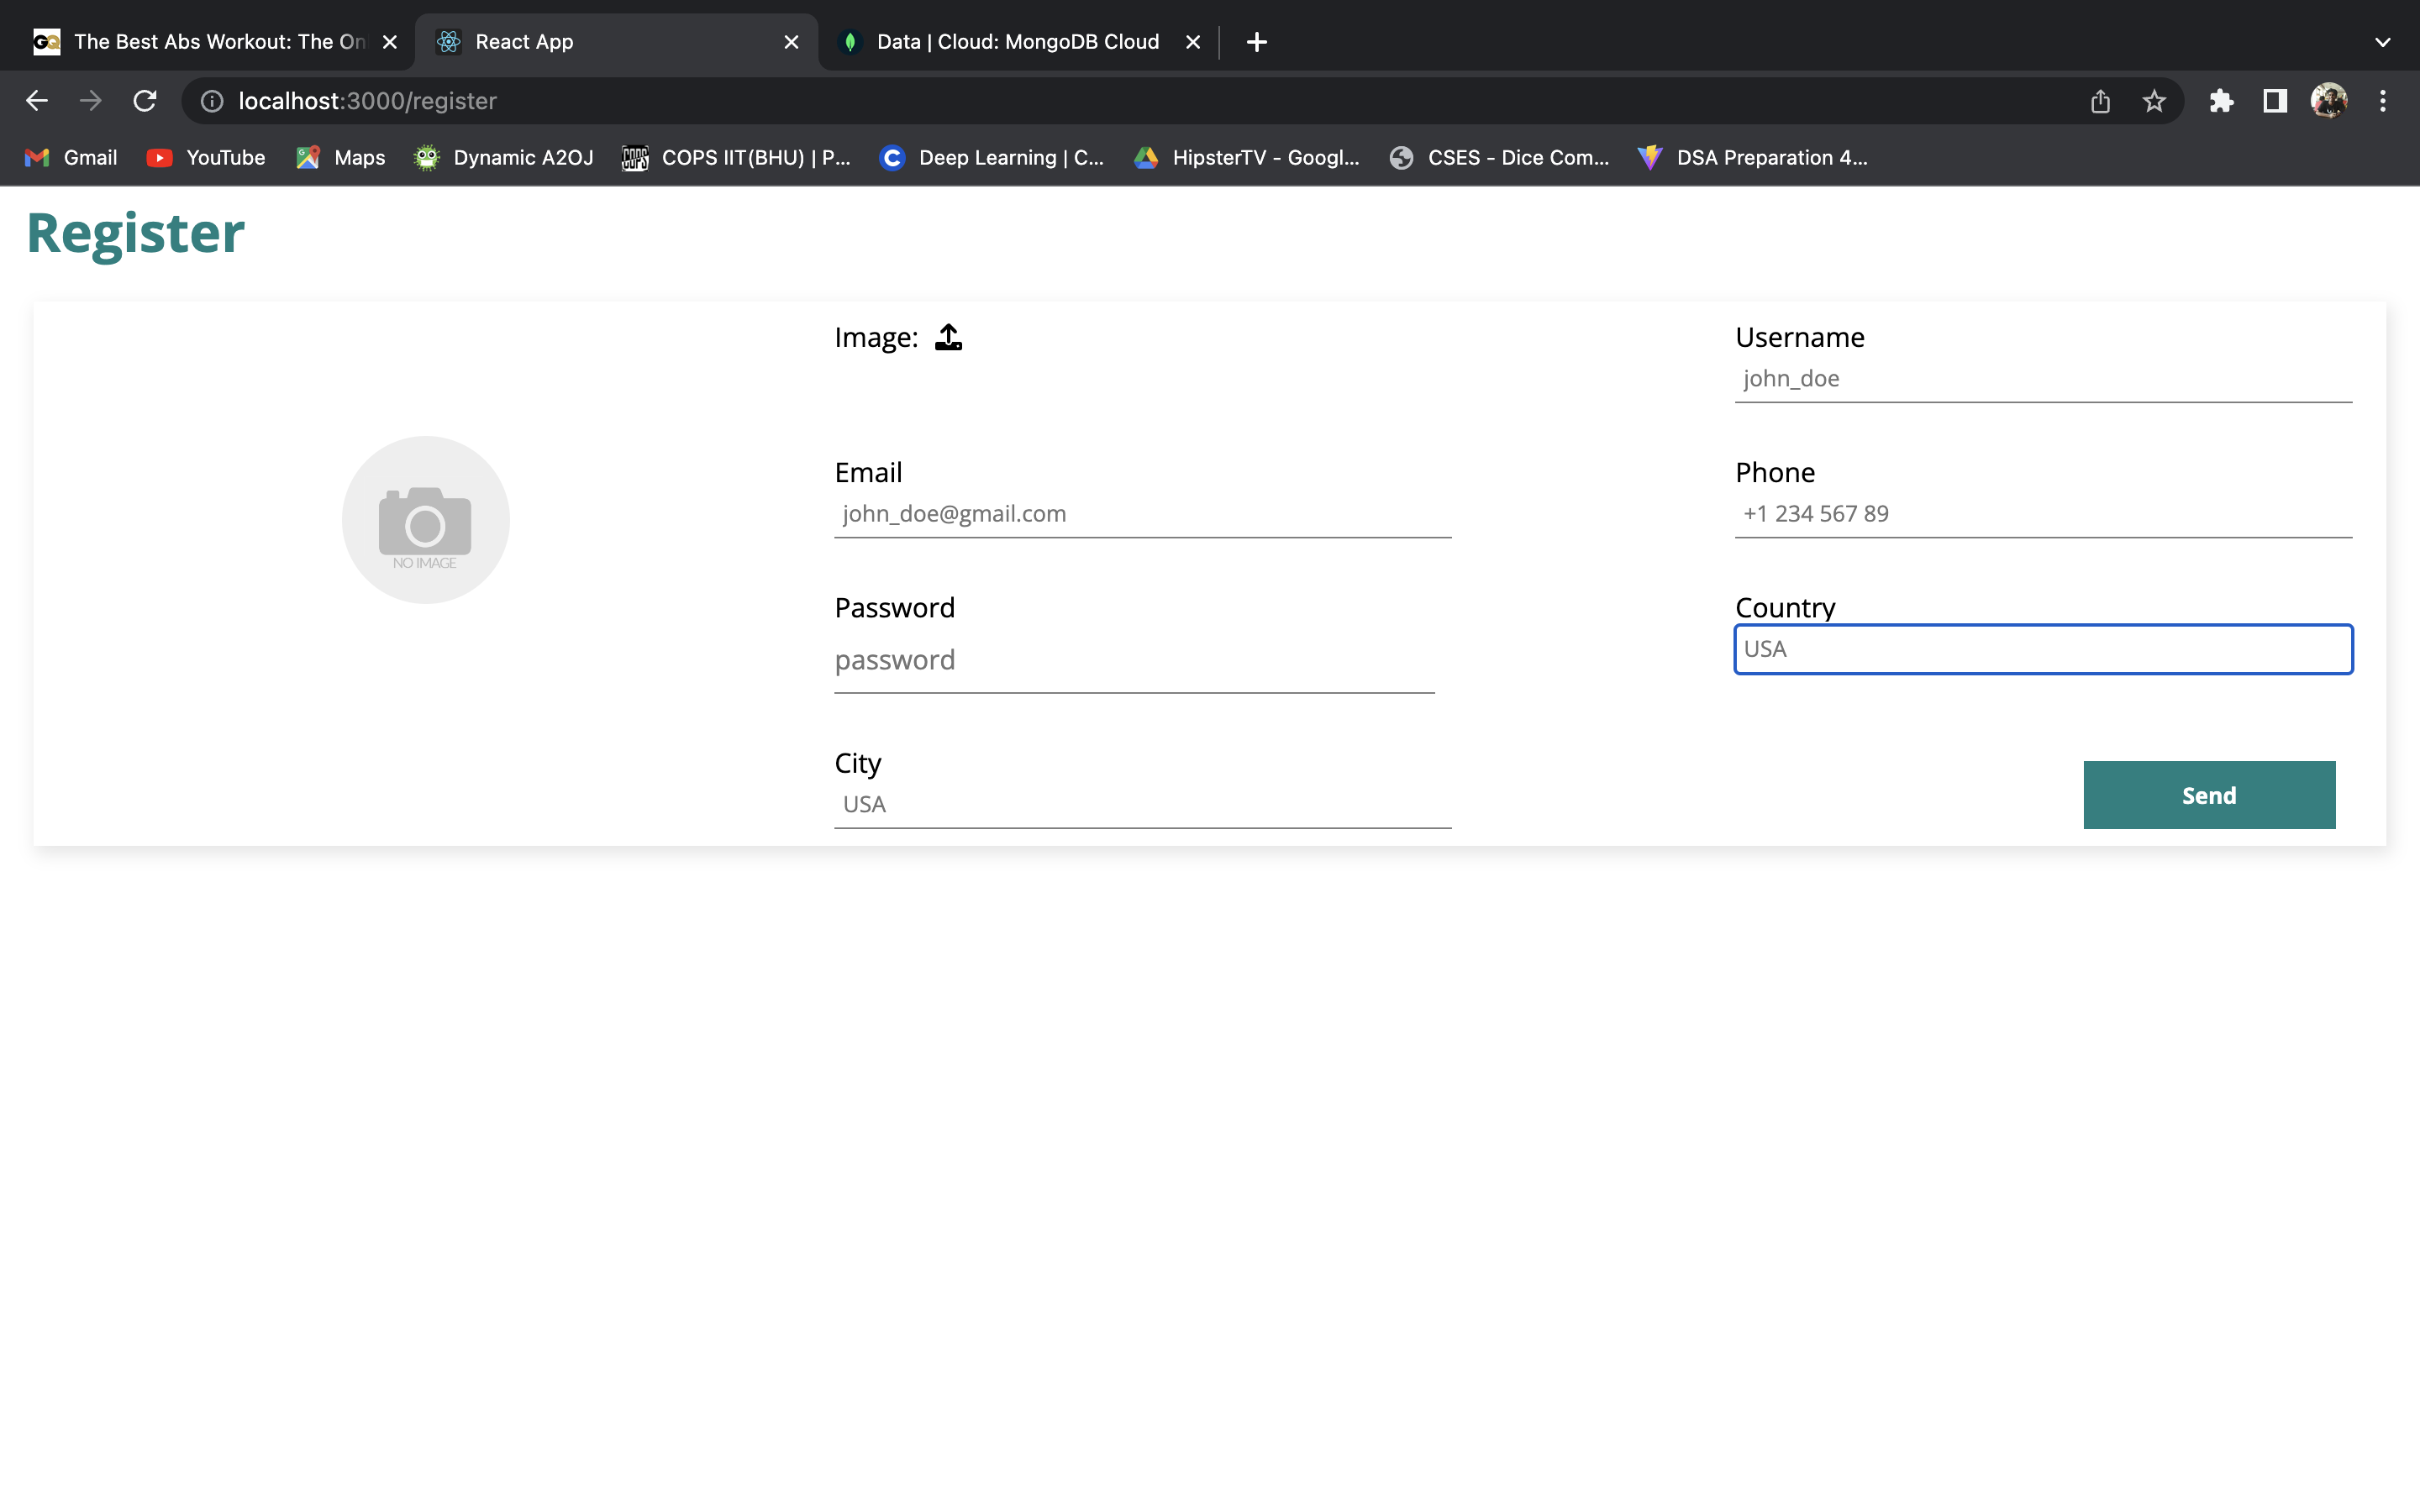 GQ The Best Abs Workout: The On
React App
Data | Cloud: MongoDB Cloud
localhost:3000/register
Gmail
YouTube
Maps
Dynamic A2OJ
COPS COPS IIT(BHU) | P...
C Deep Learning | C...
HipsterTV - Googl...
CSES - Dice Com...
DSA Preparation 4...
Register
NO IMAGE
Image:
Username
john_doe
Email
john_doe@gmail.com
Phone
+1 234 567 89
Password
password
Country
USA
City
USA
Send